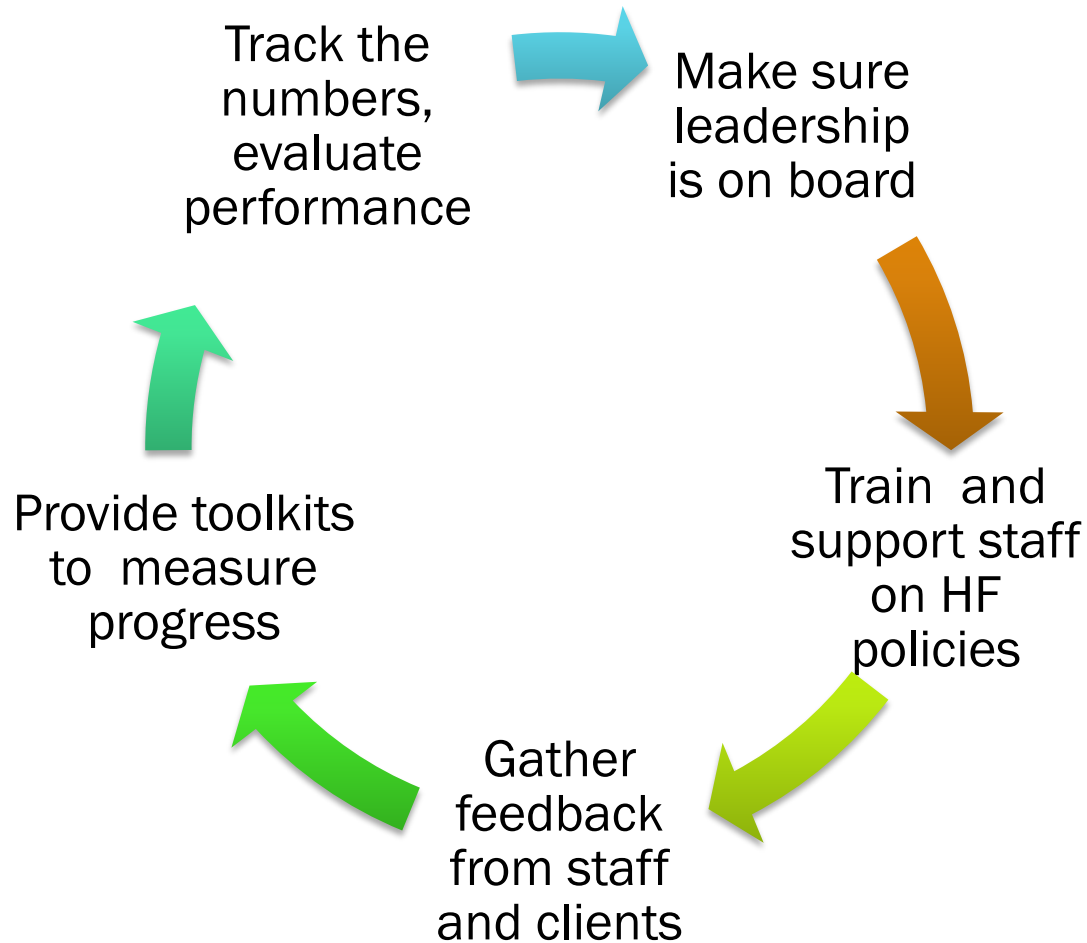 Track the
numbers,
evaluate
performance
Make sure
leadership
is on board
Train and
support staff
on HF
policies
Gather
feedback
from staff
and clients
Provide toolkits
to measure
progress